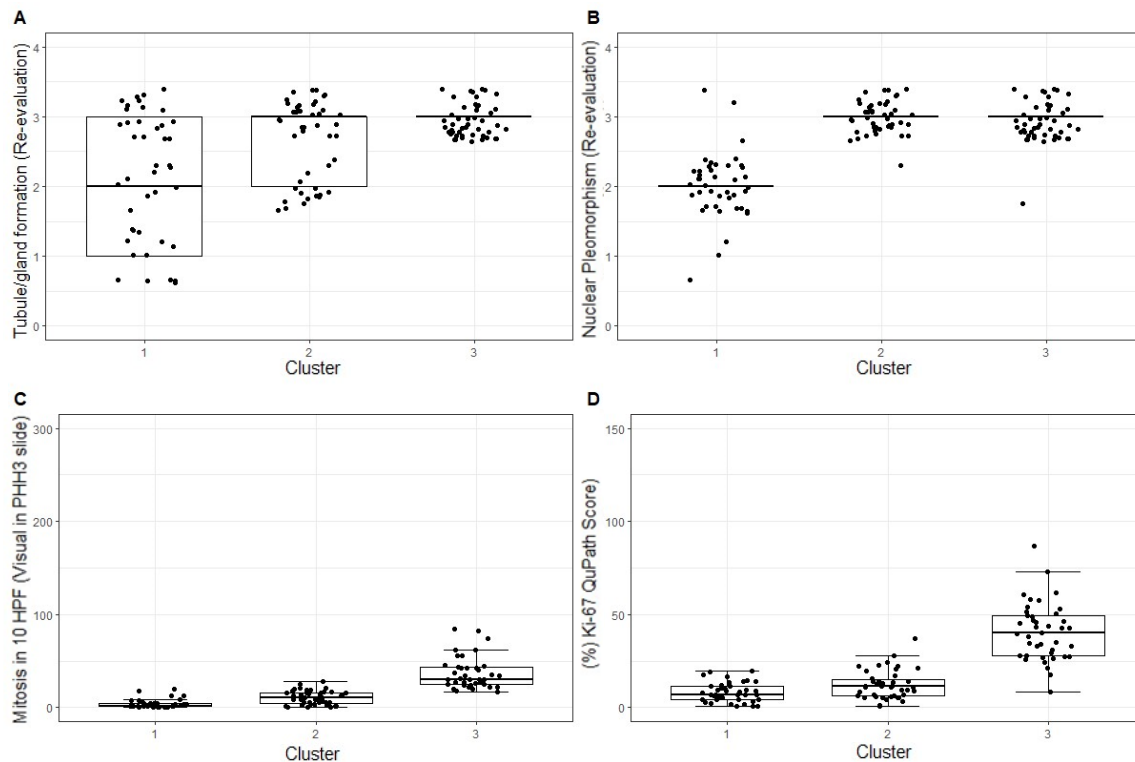 A
Tubule/gland formation (Re-evaluation)
4
3
2
1
0
1 2 3
Cluster
B
Nuclear Pleomorphism (Re-evaluation)
4
3
2
1
0
1 2 3
Cluster
C
Mitosis in 10 HPF (Visual in PHH3 slide)
300
200
100
0
1 2 3
Cluster
D
(%) Ki-67 QuPath Score)
150
100
50
0
1 2 3
Cluster